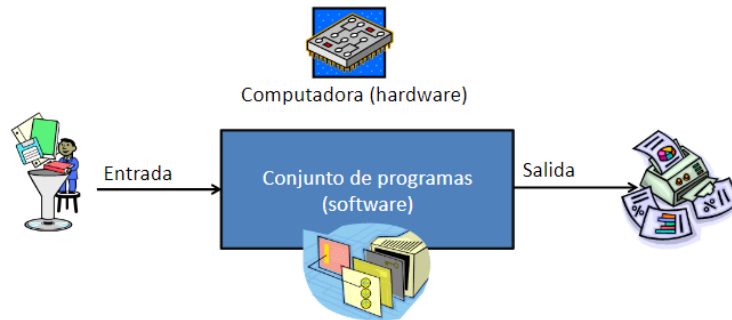 Computadora (hardware)
Entrada
Conjunto de programas
(software)
Salida